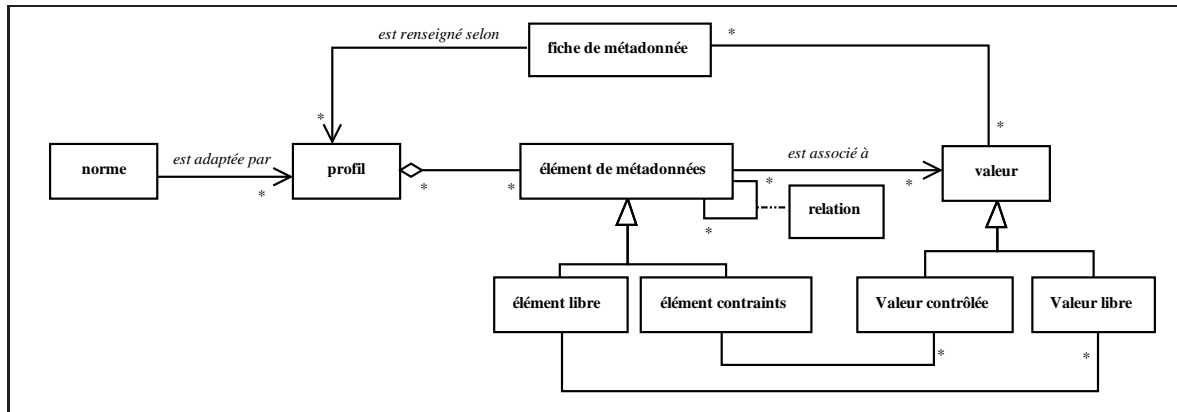 est renseigné selon
fiche de métadonnée
*
*
*
norme
est adaptée par
*
profil
*
*
élément de métadonnées
est associé à
*
*
valeur
relation
*
élément libre
élément contraints
Valeur contrôlée
Valeur libre
*
*